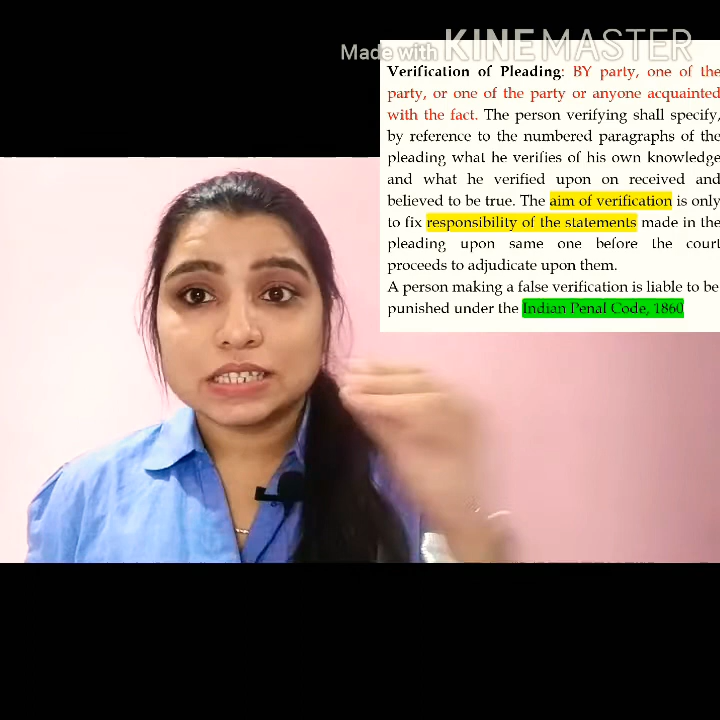 Made with KINEMASTER
Verification of Pleading: BY party, one of the
party, or one of the party or anyone acquainted
with the fact. The person verifying shall specify,
by reference to the numbered paragraphs of the
pleading what he verifies of his own knowledge
and what he verified upon on received and
believed to be true. The aim of verification is only
to fix responsibility of the statements made in the
pleading upon same one before the court
proceeds to adjudicate upon them.
A person making a false verification is liable to be
punished under the Indian Penal Code, 1860